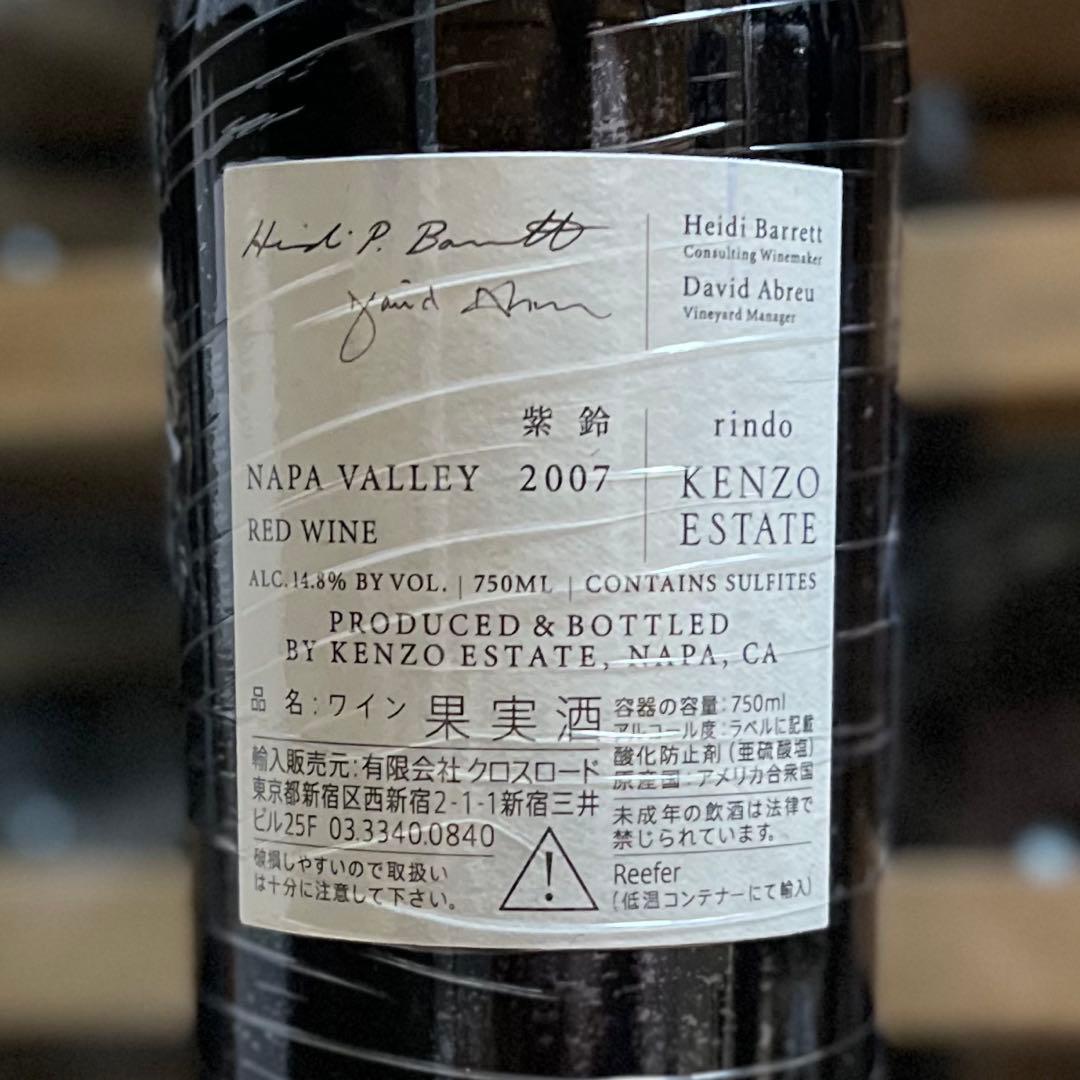 Heidi P. Barrett
David Abreu
Heidi Barrett
Consulting Winemaker
David Abreu
Vineyard Manager
紫鈴
rindo
NAPA VALLEY 2007
RED WINE
KENZO
ESTATE
ALC. 14.8% BY VOL. | 750ML | CONTAINS SULFITES
PRODUCED & BOTTLED
BY KENZO ESTATE, NAPA, CA
品名：ワイン 果実酒
輸入販売元：有限会社 クロスロード
東京都新宿区西新宿2-1-1新宿三井
ビル25F 03.3340.0840
破損しやすいので取扱い
は十分に注意して下さい。
容器の容量：750ml
アルコール度：ラベルに記載
酸化防止剤（亜硫酸塩）
原産国：アメリカ合衆国
未成年の飲酒は法律で
禁じられています。
Reefer
（低温コンテナーにて輸入）